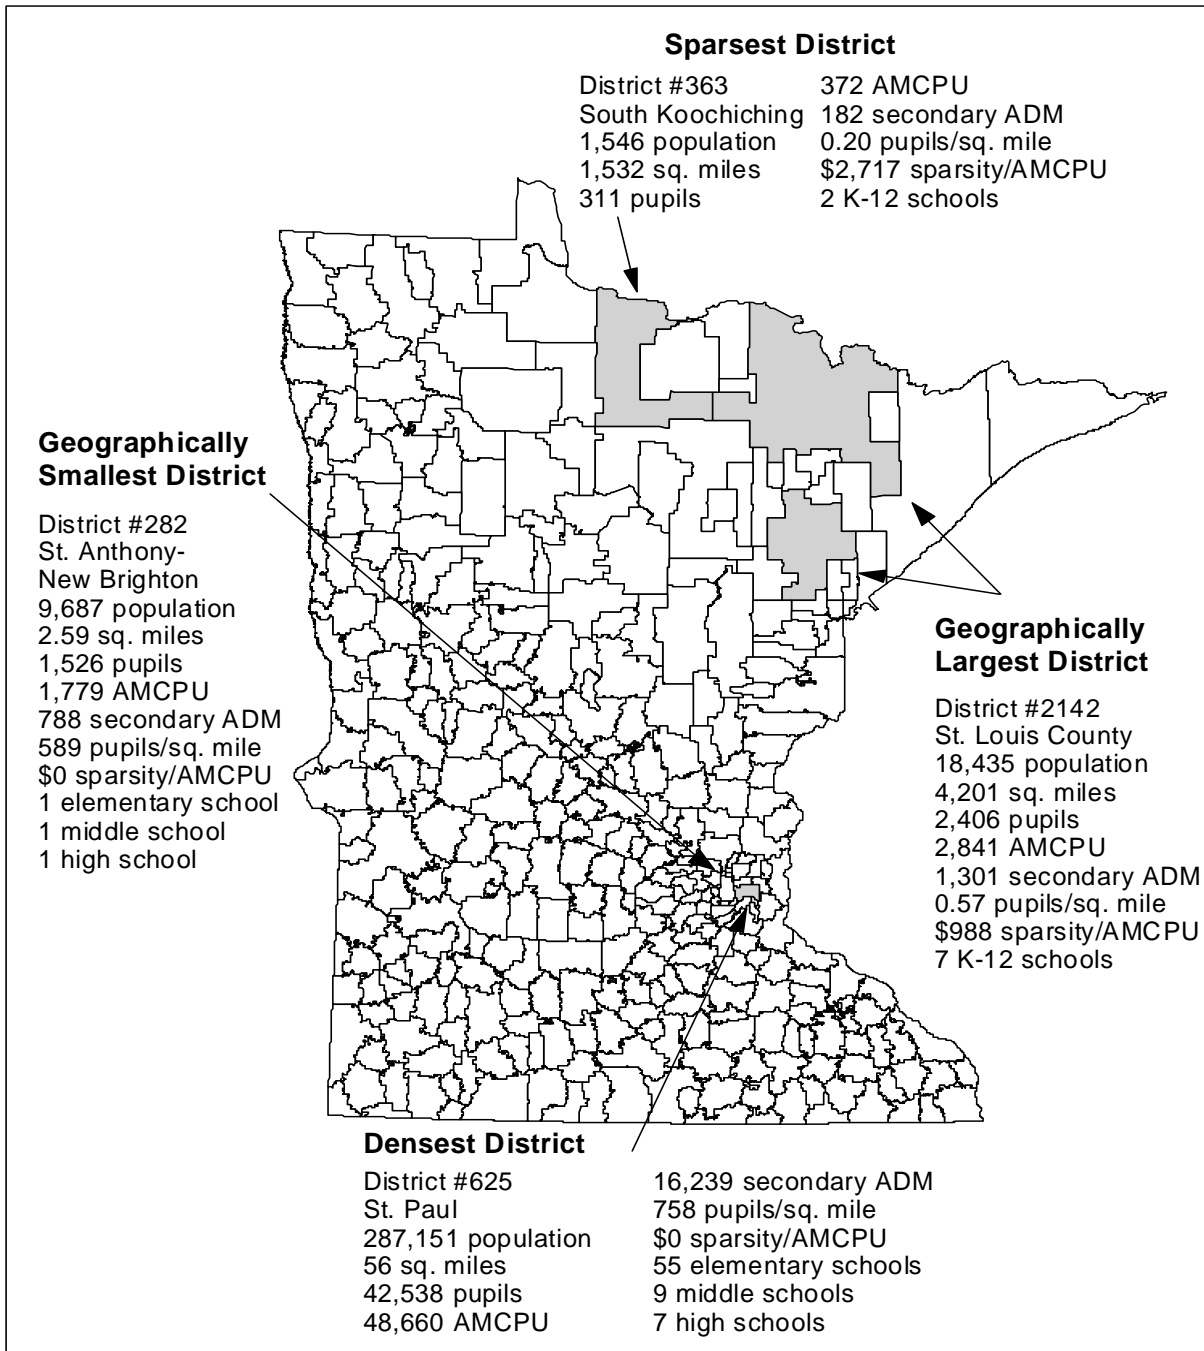 Sparsest District
District #363
South Koochiching
1,546 population
1,532 sq. miles
311 pupils
372 AMCPU
182 secondary ADM
0.20 pupils/sq. mile
$2,717 sparsity/AMCPU
2 K-12 schools
Geographically
Smallest District
District #282
St. Anthony-
New Brighton
9,687 population
2.59 sq. miles
1,526 pupils
1,779 AMCPU
788 secondary ADM
589 pupils/sq. mile
$0 sparsity/AMCPU
1 elementary school
1 middle school
1 high school
Geographically
Largest District
District #2142
St. Louis County
18,435 population
4,201 sq. miles
2,406 pupils
2,841 AMCPU
1,301 secondary ADM
0.57 pupils/sq. mile
$988 sparsity/AMCPU
7 K-12 schools
Densest District
District #625
St. Paul
287,151 population
56 sq. miles
42,538 pupils
48,660 AMCPU
16,239 secondary ADM
758 pupils/sq. mile
$0 sparsity/AMCPU
55 elementary schools
9 middle schools
7 high schools